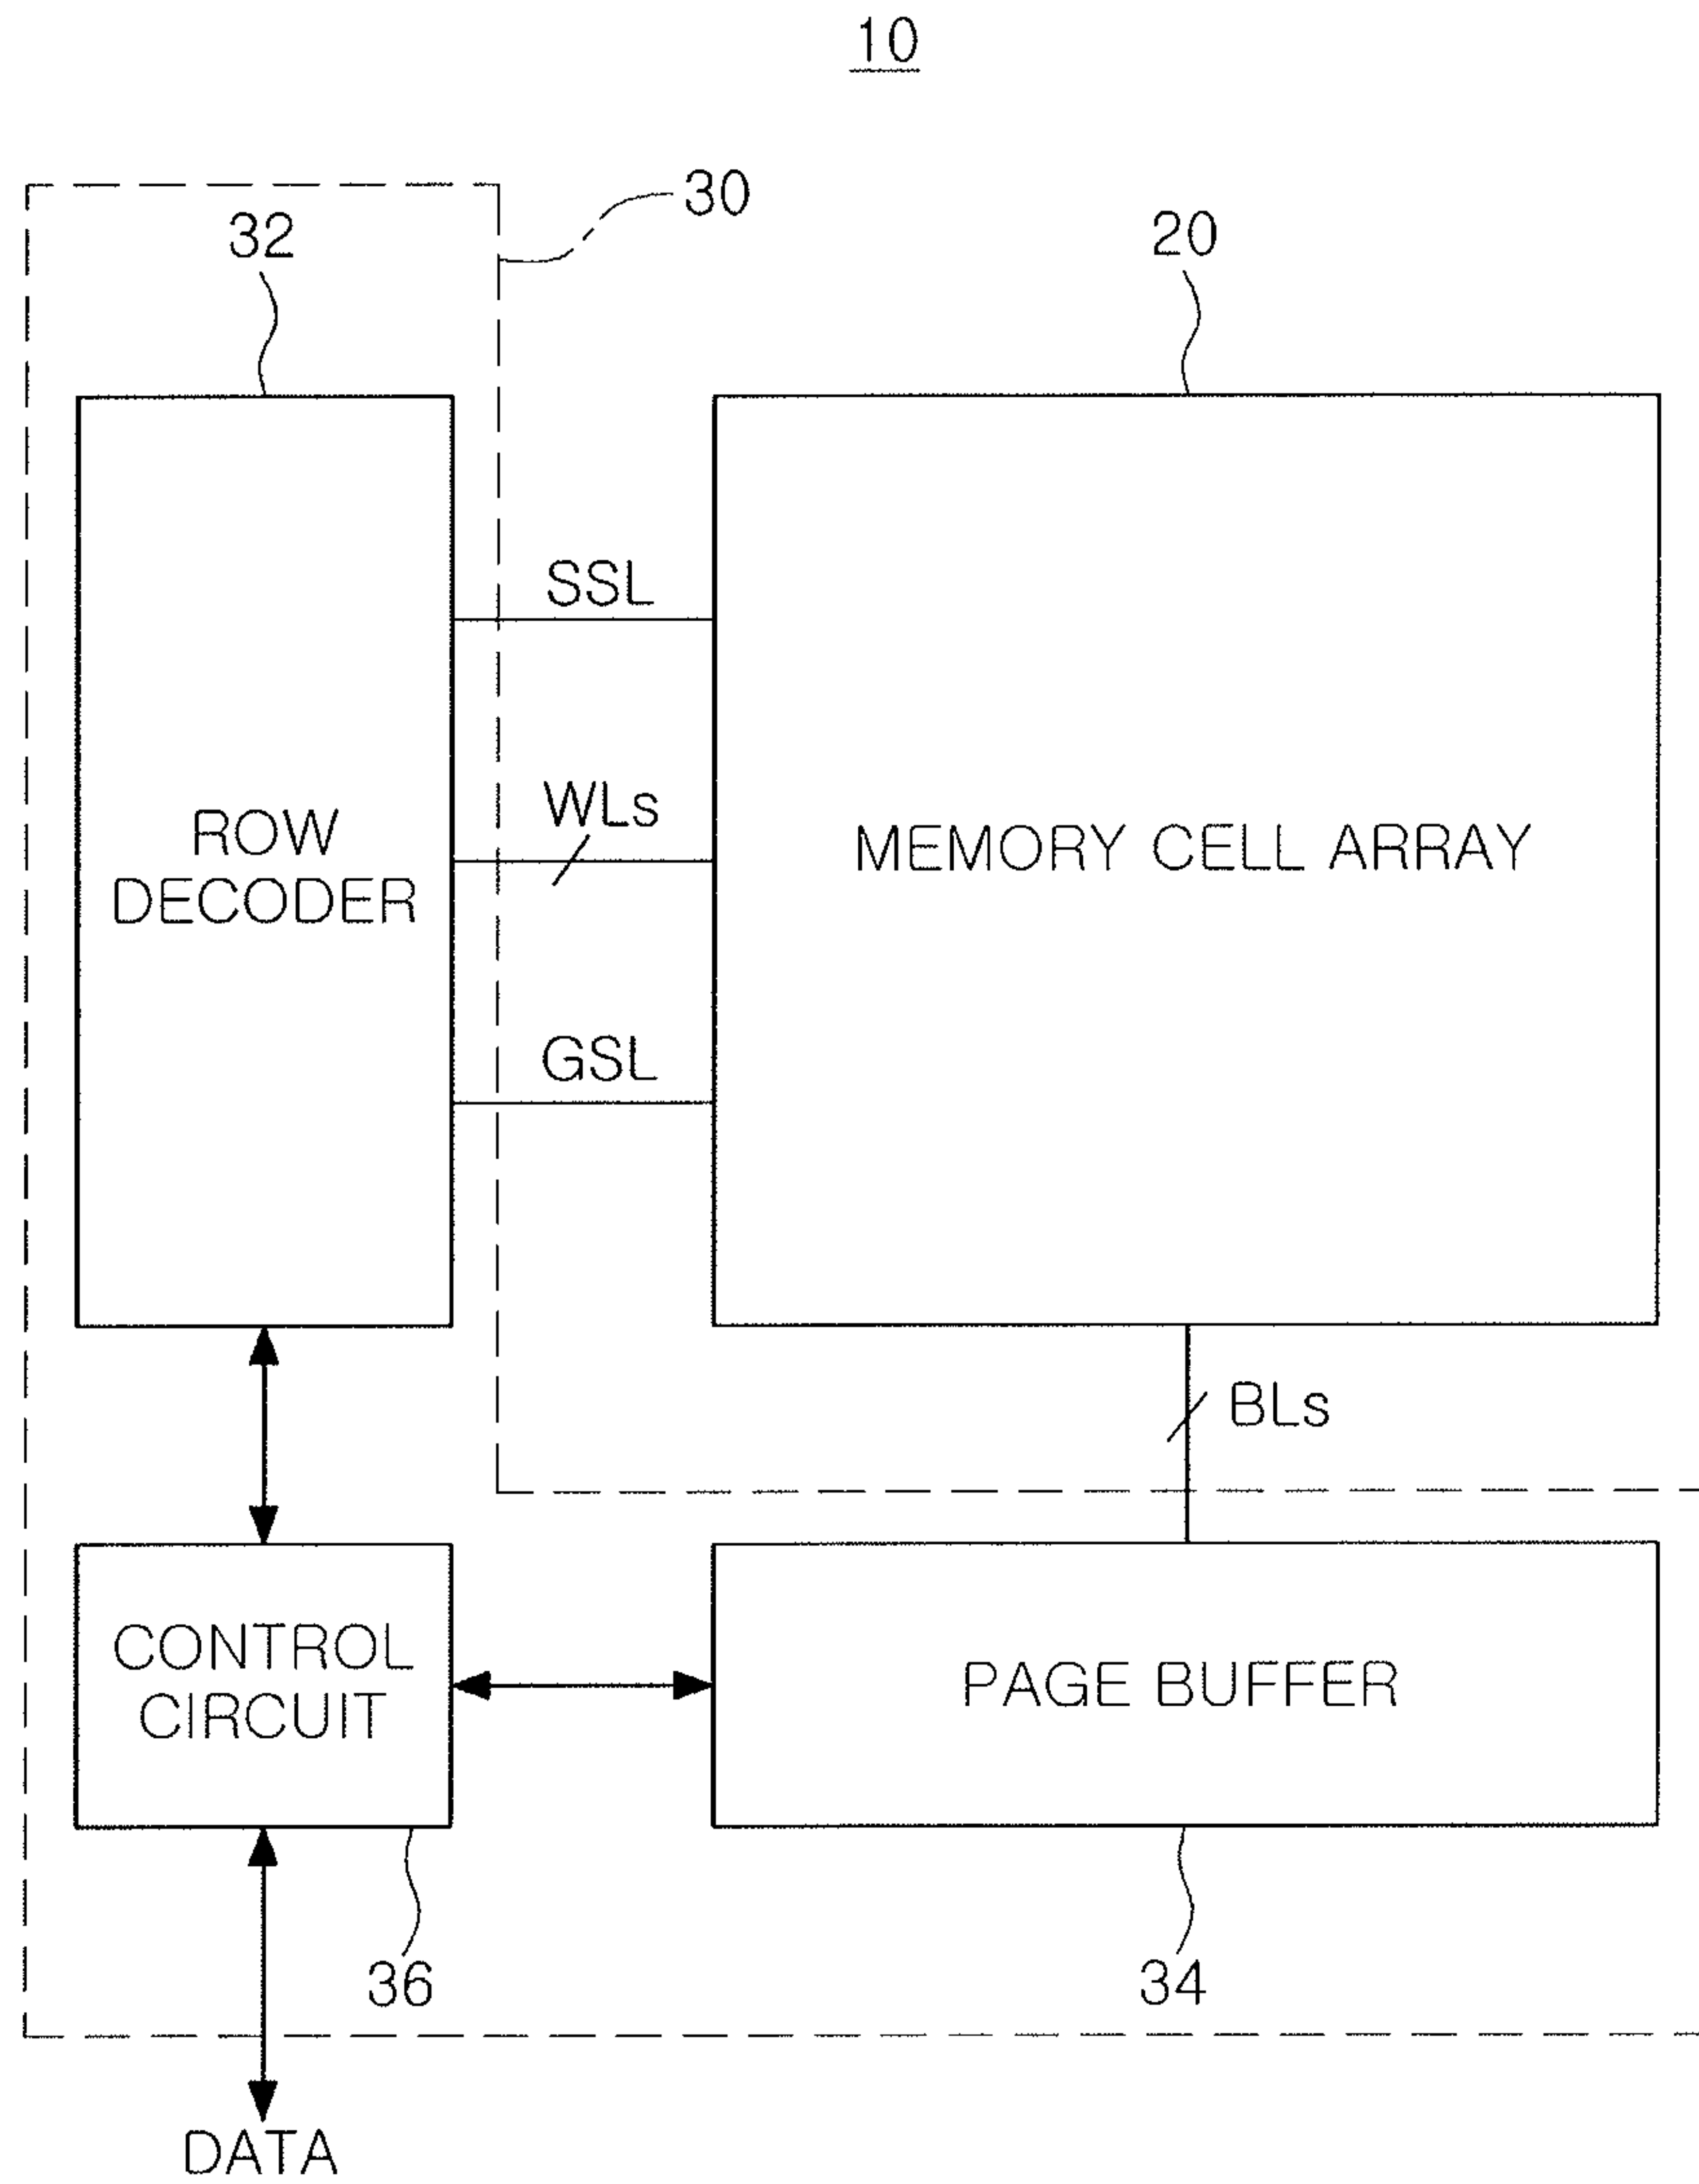 10
30
32
20
SSL
WLs
ROW
DECODER
MEMORY CELL ARRAY
GSL
BLs
CONTROL
CIRCUIT
PAGE BUFFER
36
34
DATA